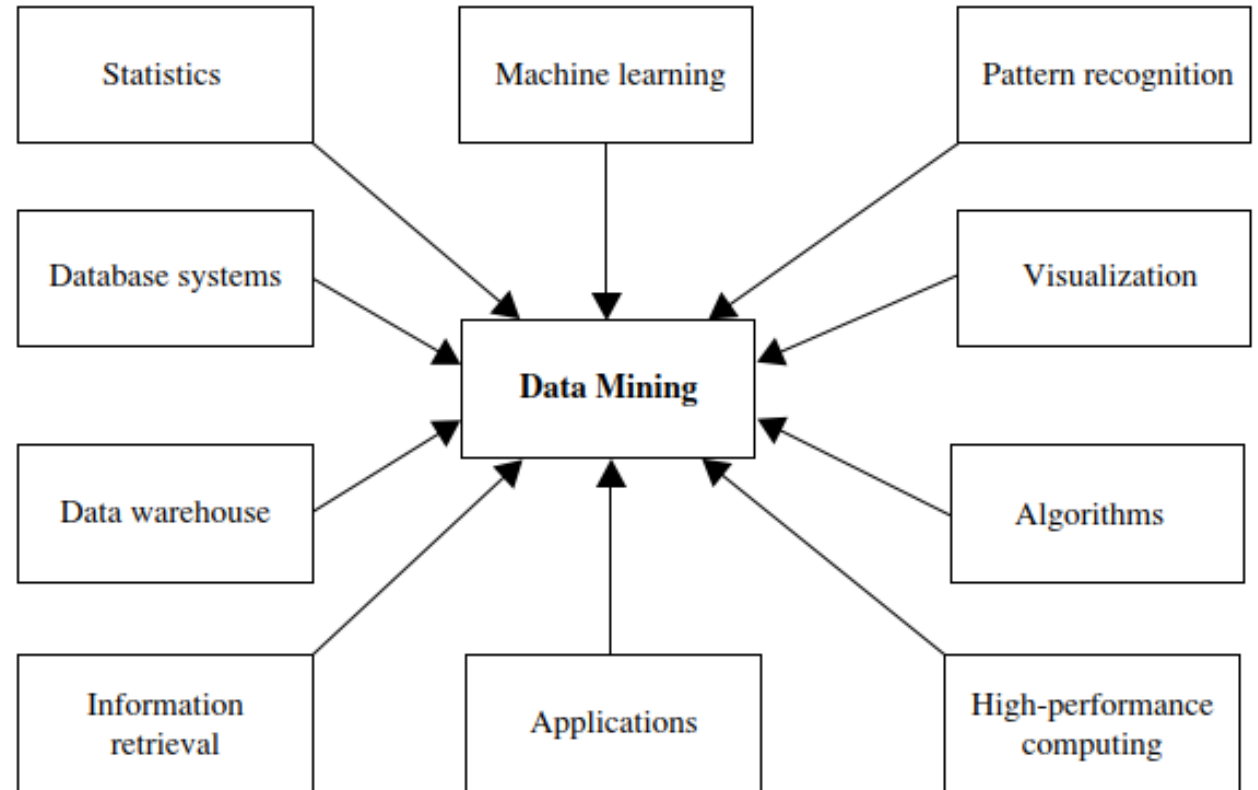 Statistics
Machine learning
Pattern recognition
Database systems
Visualization
Data Mining
Data warehouse
Algorithms
Information
retrieval
Applications
High-performance
computing